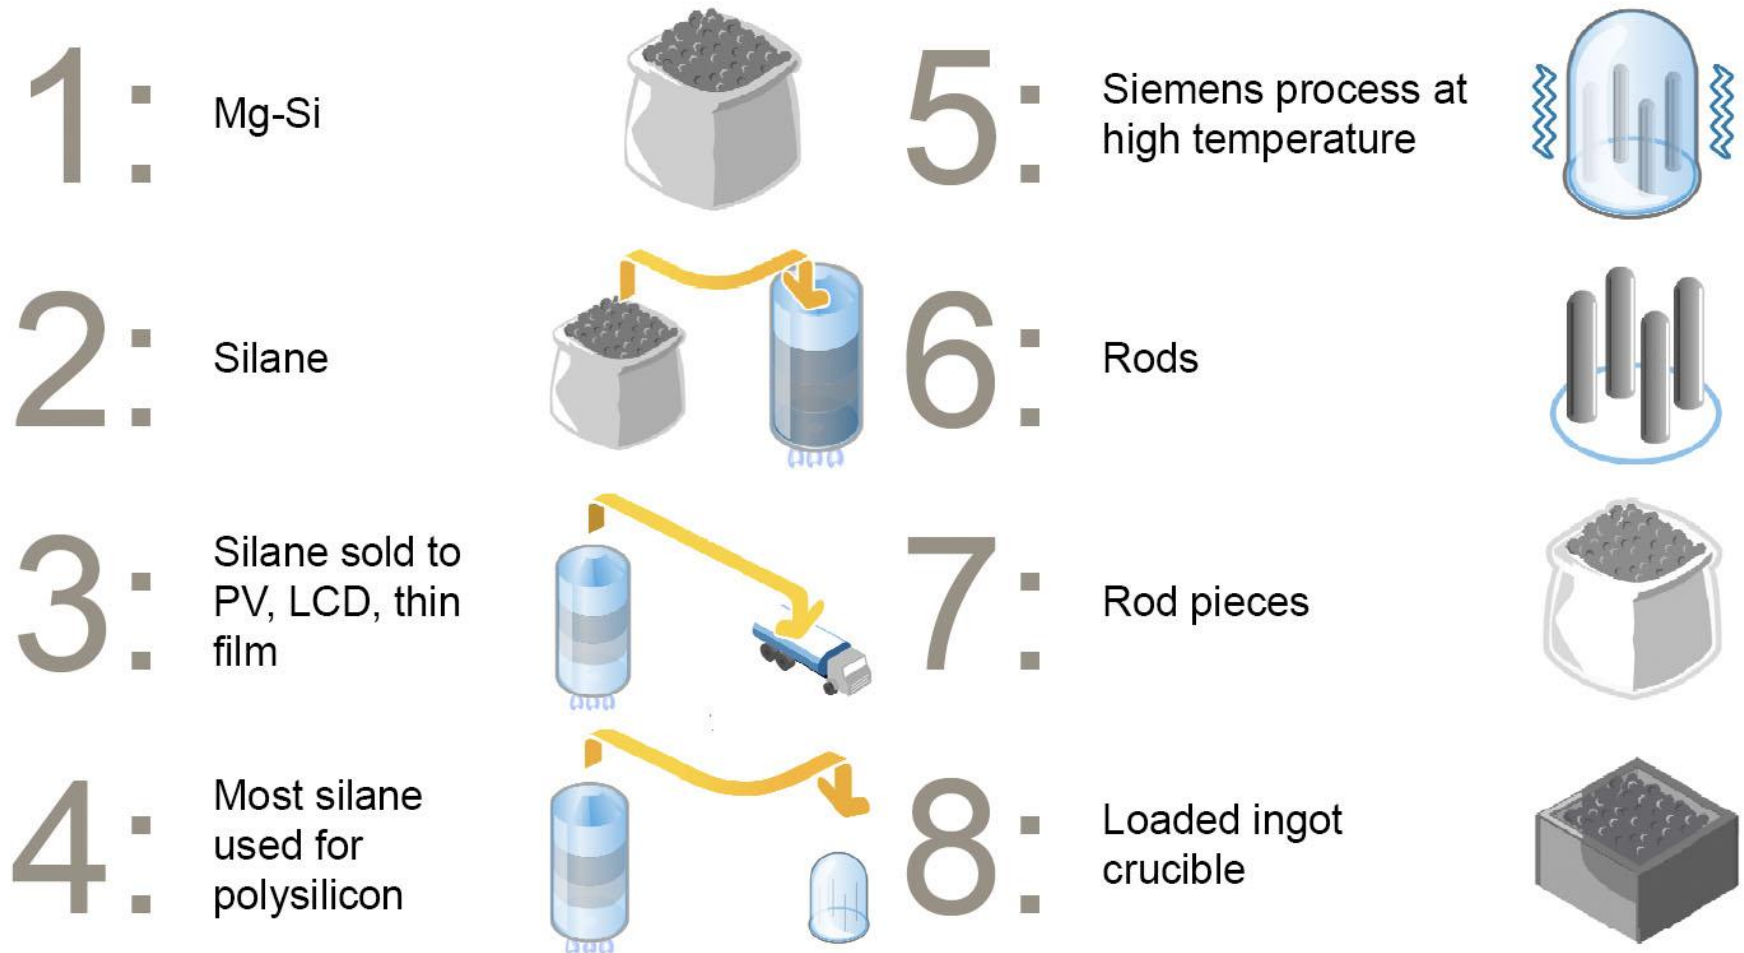 1: Mg-Si
2: Silane
3: Silane sold to
PV, LCD, thin
film
4: Most silane
used for
polysilicon
5: Siemens process at
high temperature
6: Rods
7: Rod pieces
8: Loaded ingot
crucible